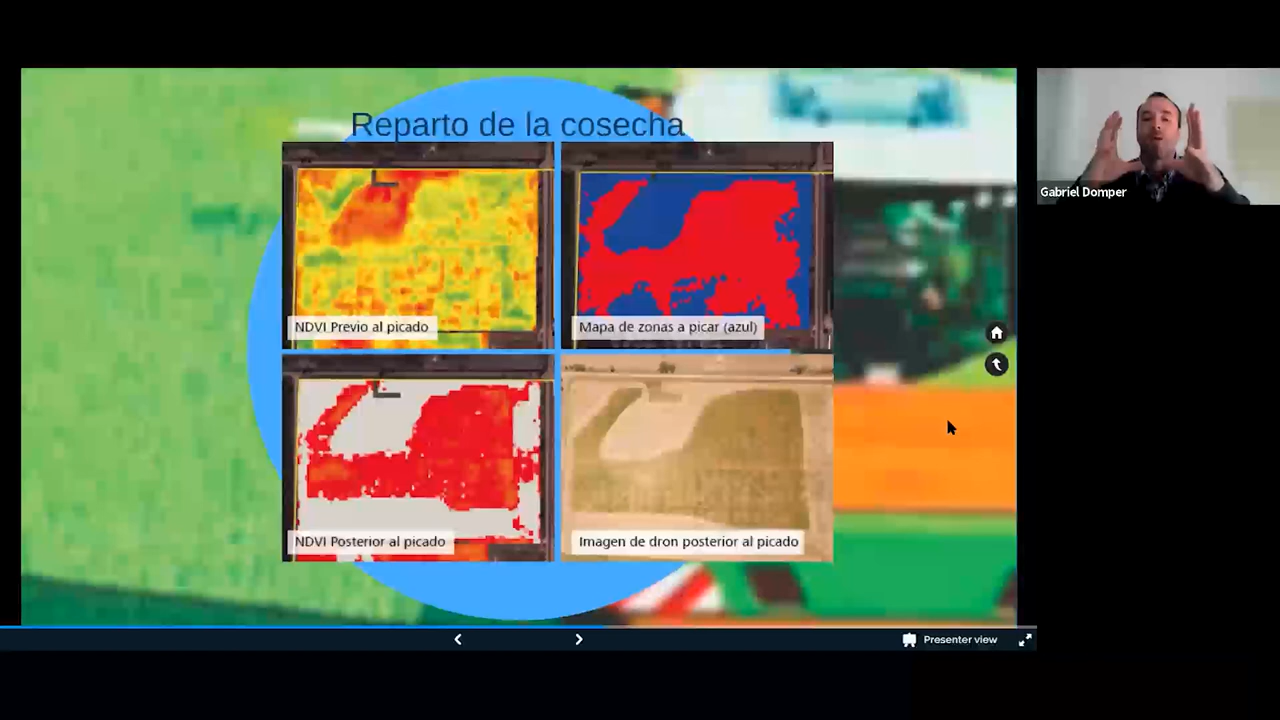 Reparto de la cosecha
NDVI Previo al picado
Mapa de zonas a picar (azul)
NDVI Posterior al picado
Imagen de dron posterior al picado
Gabriel Domper
Presenter view